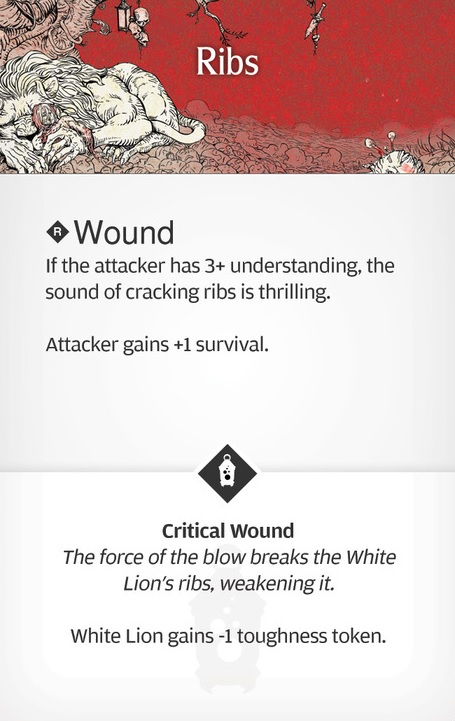 Ribs
R Wound
If the attacker has 3+ understanding, the
sound of cracking ribs is thrilling.
Attacker gains +1 survival.
Critical Wound
The force of the blow breaks the White
Lion's ribs, weakening it.
White Lion gains -1 toughness token.